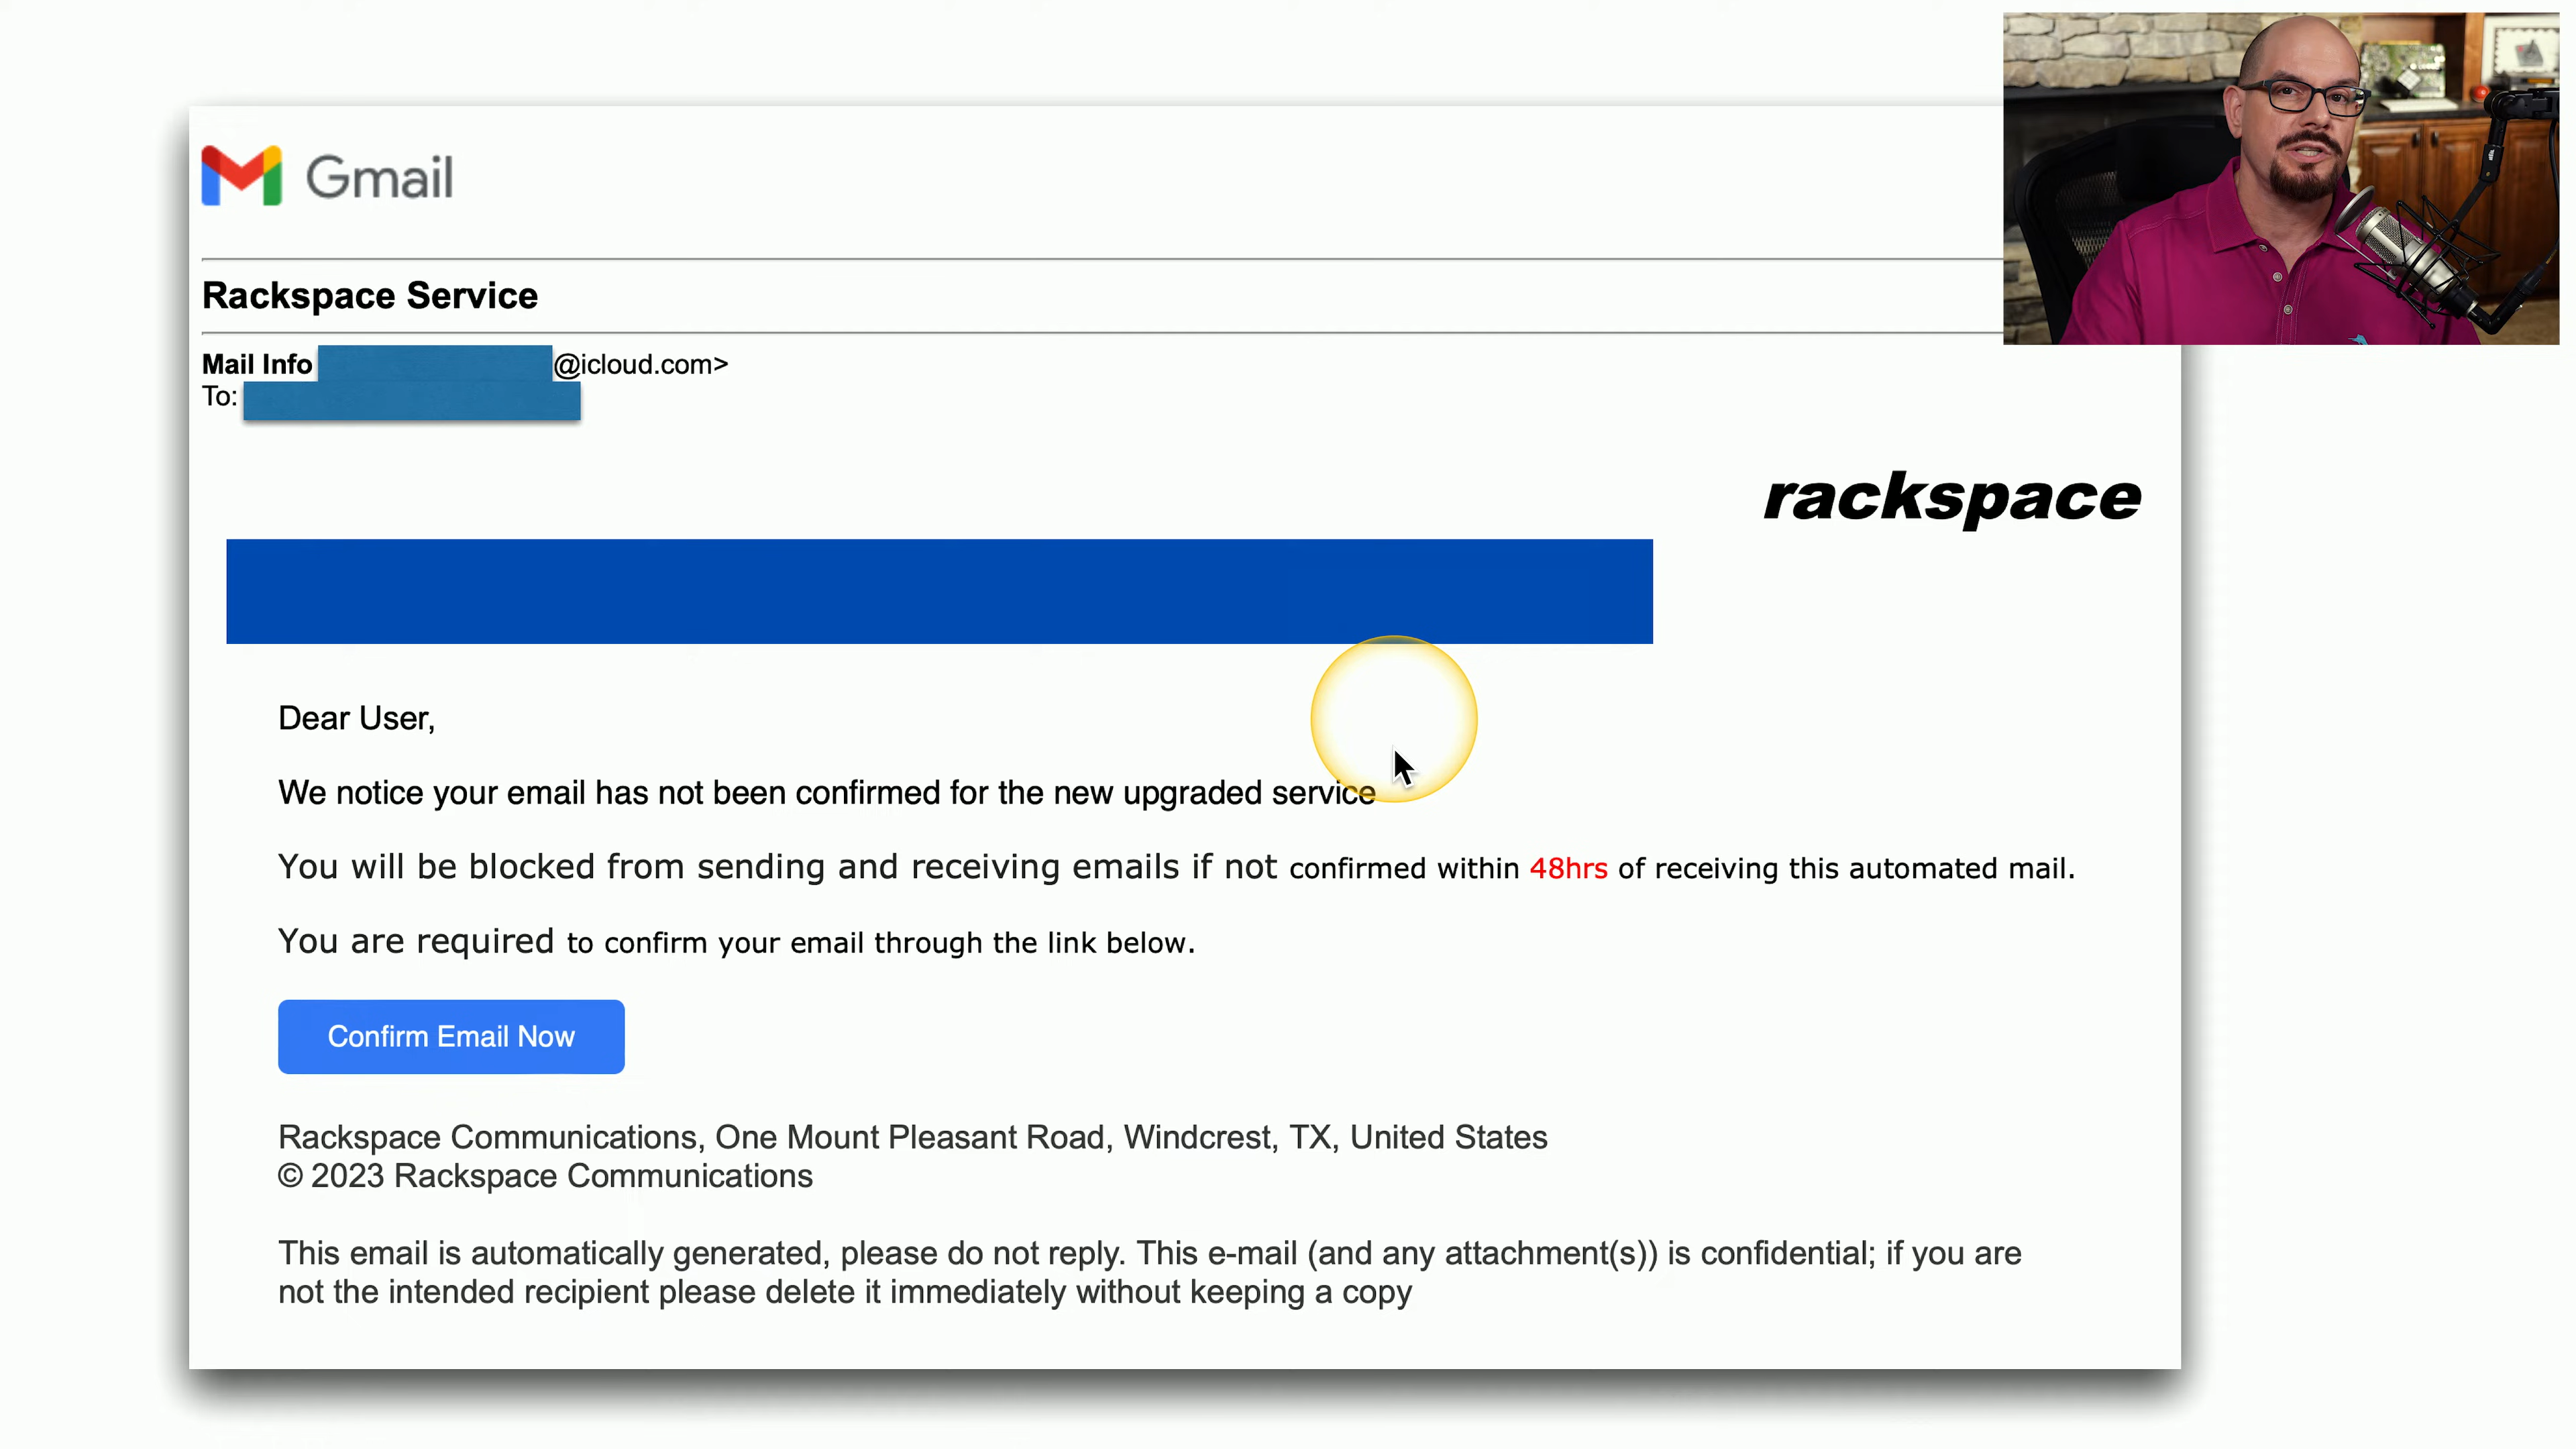 Gmail
Rackspace Service
Mail Info @icloud.com>
To:
rackspace
Dear User,
We notice your email has not been confirmed for the new upgraded service
You will be blocked from sending and receiving emails if not confirmed within 48hrs of receiving this automated mail.
You are required to confirm your email through the link below.
Confirm Email Now
Rackspace Communications, One Mount Pleasant Road, Windcrest, TX, United States
© 2023 Rackspace Communications
This email is automatically generated, please do not reply. This e-mail (and any attachment(s)) is confidential; if you are
not the intended recipient please delete it immediately without keeping a copy